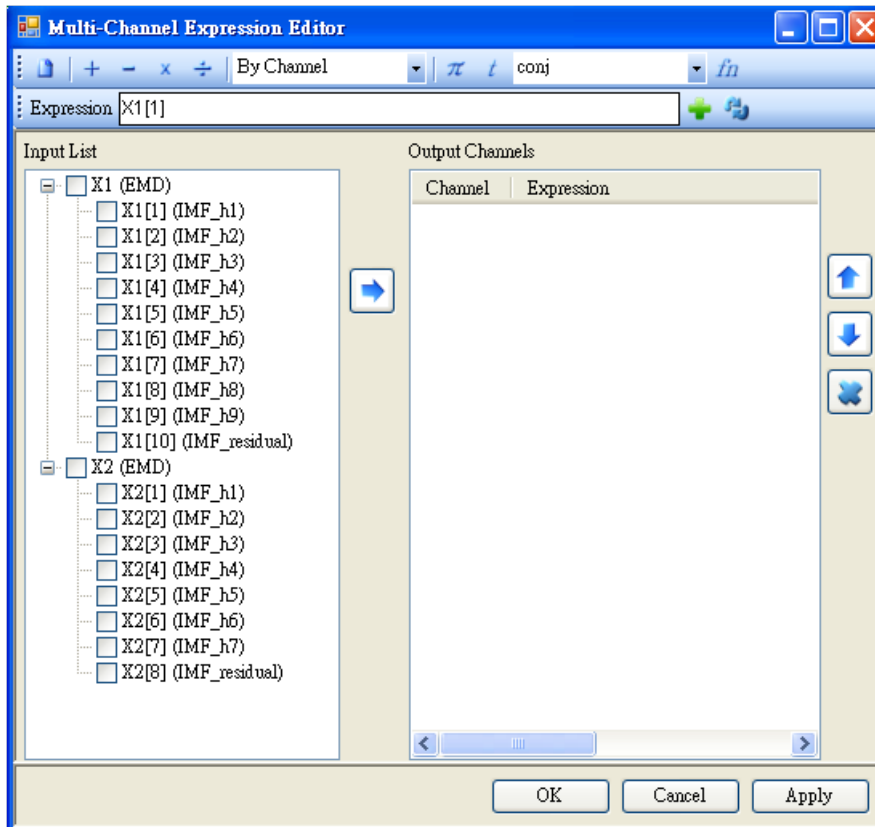 Multi-Channel Expression Editor
+ − x ÷ By Channel π t conj fn
Expression X1[1]
Input List
Output Channels
Channel Expression
X1 (EMD)
X1[1] (IMF_h1)
X1[2] (IMF_h2)
X1[3] (IMF_h3)
X1[4] (IMF_h4)
X1[5] (IMF_h5)
X1[6] (IMF_h6)
X1[7] (IMF_h7)
X1[8] (IMF_h8)
X1[9] (IMF_h9)
X1[10] (IMF_residual)
X2 (EMD)
X2[1] (IMF_h1)
X2[2] (IMF_h2)
X2[3] (IMF_h3)
X2[4] (IMF_h4)
X2[5] (IMF_h5)
X2[6] (IMF_h6)
X2[7] (IMF_h7)
X2[8] (IMF_residual)
OK Cancel Apply